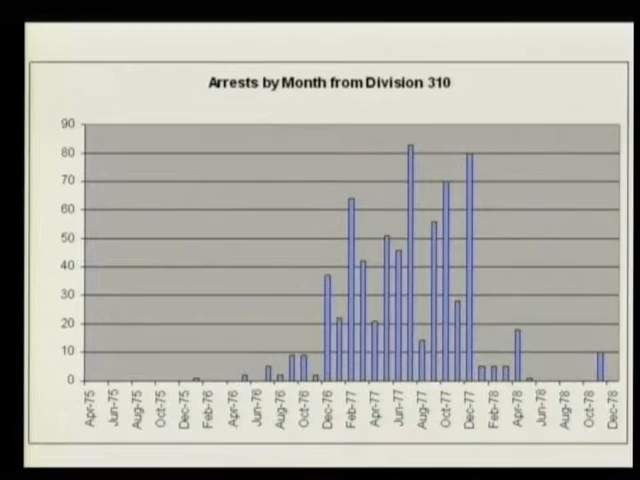 Arrests by Month from Division 310
90
80
70
60
50
40
30
20
10
0
Apr-75
Jun-75
Aug-75
Oct-75
Dec-75
Feb-76
Apr-76
Jun-76
Aug-76
Oct-76
Dec-76
Feb-77
Apr-77
Jun-77
Aug-77
Oct-77
Dec-77
Feb-78
Apr-78
Jun-78
Aug-78
Oct-78
Dec-78